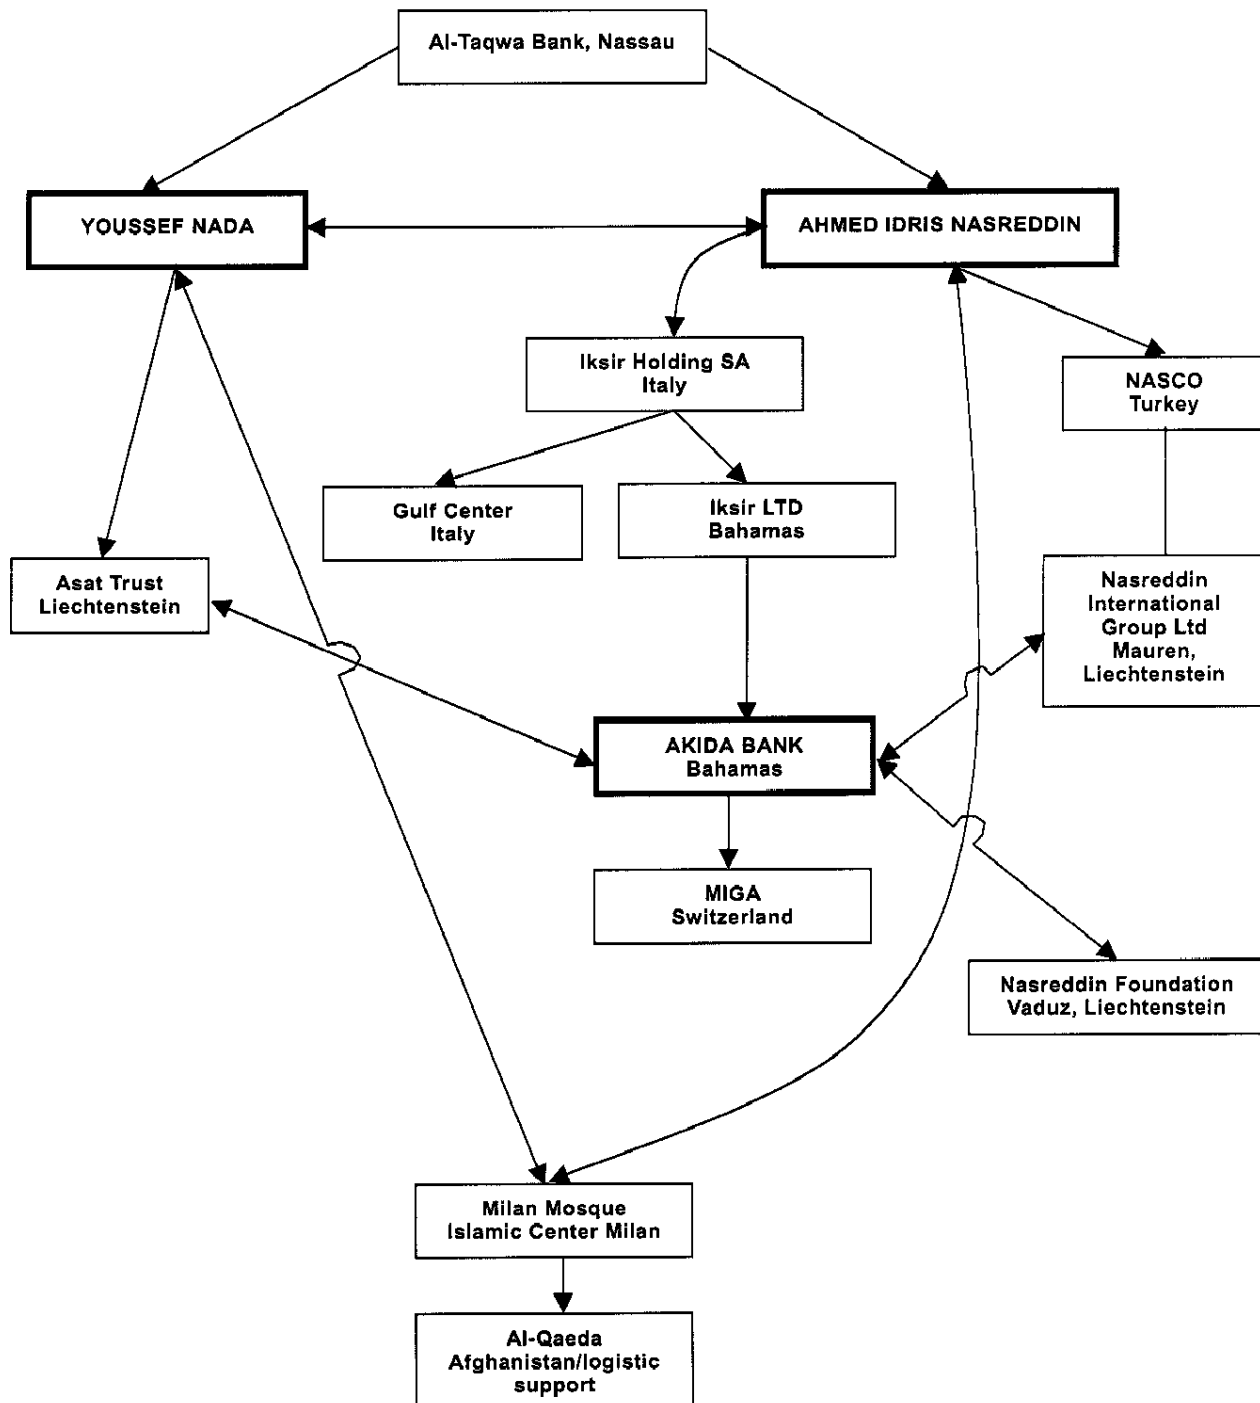 Al-Taqwa Bank, Nassau
YOUSSEF NADA
AHMED IDRIS NASREDDIN
Iksir Holding SA
Italy
NASCO
Turkey
Gulf Center
Italy
Iksir LTD
Bahamas
Asat Trust
Liechtenstein
Nasreddin
International
Group Ltd
Mauren,
Liechtenstein
AKIDA BANK
Bahamas
MIGA
Switzerland
Nasreddin Foundation
Vaduz, Liechtenstein
Milan Mosque
Islamic Center Milan
Al-Qaeda
Afghanistan/logistic
support